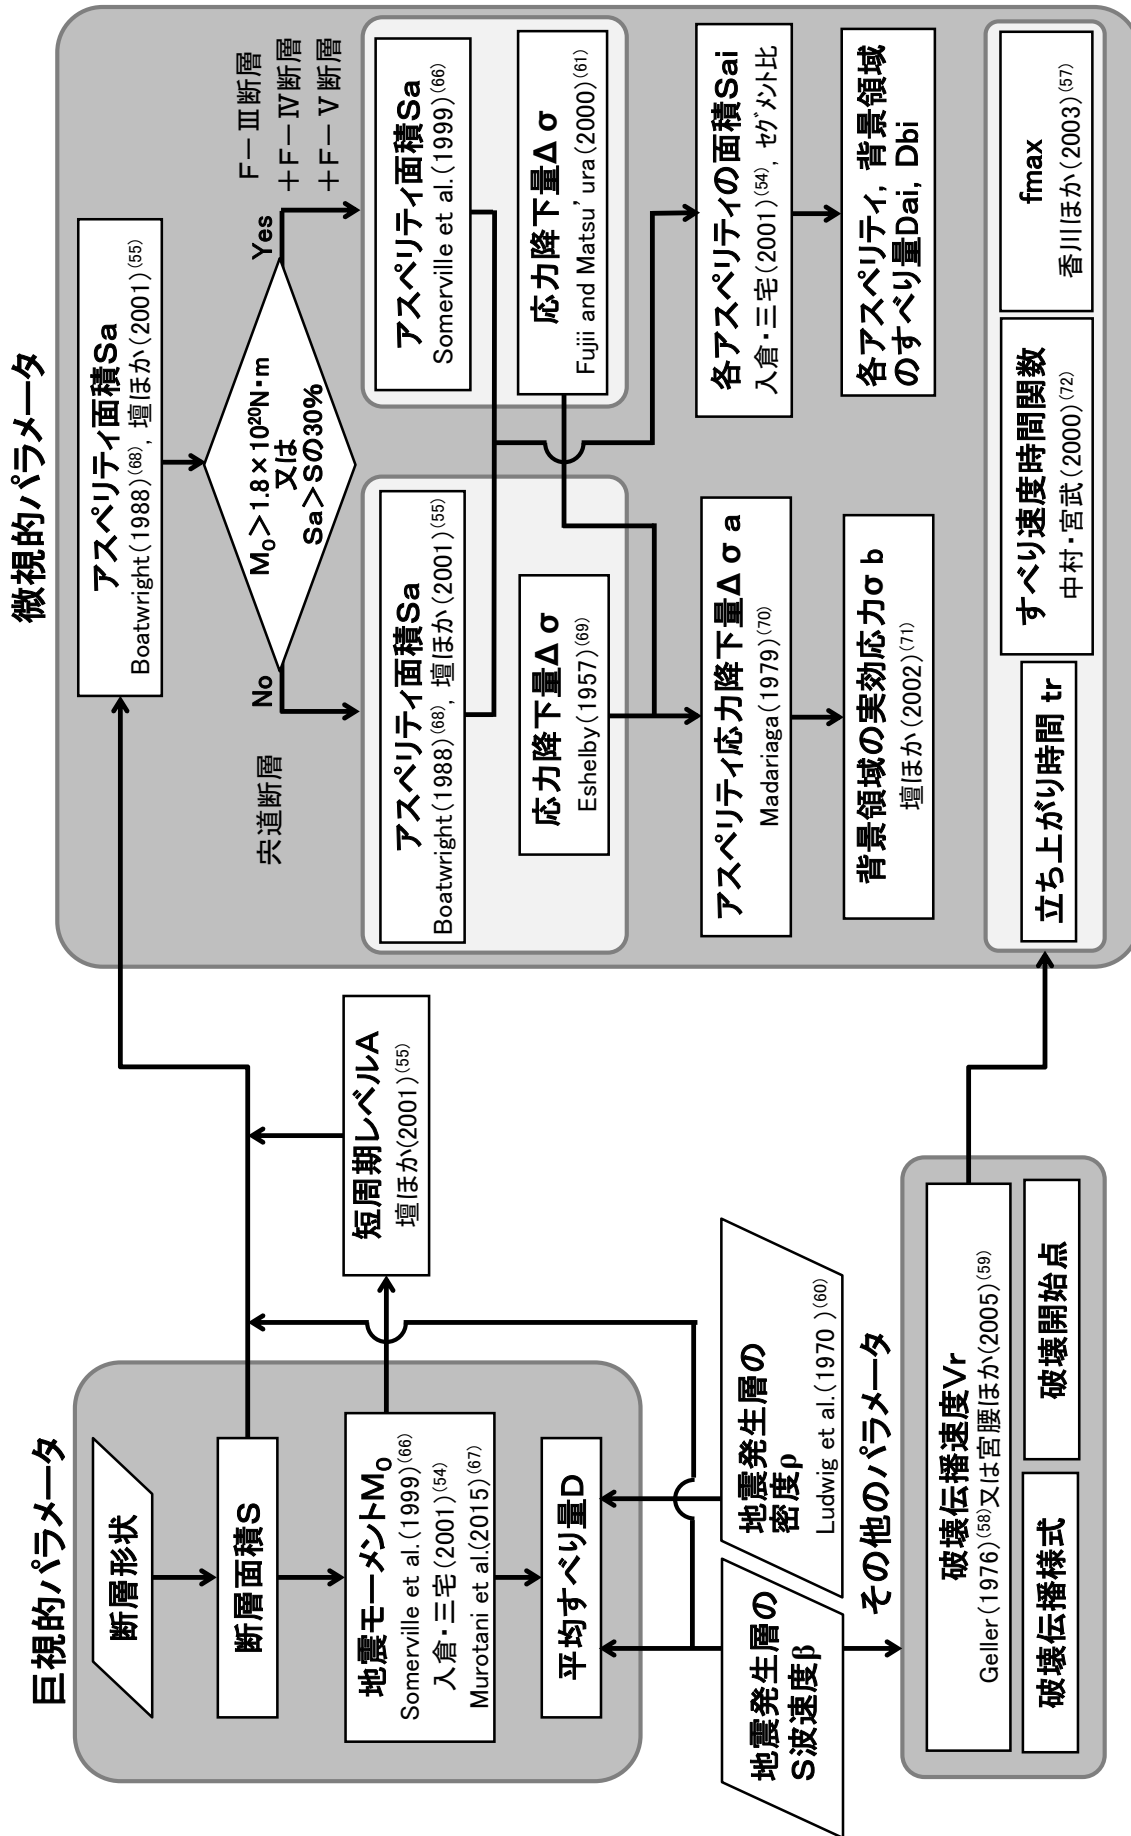 巨視的パラメータ
断層形状
断層面積S
地震モーメントM₀
Somerville et al.(1999)⁽⁶⁶⁾
入倉・三宅(2001)⁽⁵⁴⁾
Murotani et al.(2015)⁽⁶⁷⁾
平均すべり量D
短周期レベルA
壇ほか(2001)⁽⁵⁵⁾
地震発生層の
S波速度β
地震発生層の
密度ρ
Ludwig et al.(1970)⁽⁶⁰⁾
その他のパラメータ
破壊伝播速度Vr
Geller(1976)⁽⁵⁸⁾又は宮腰ほか(2005)⁽⁵⁹⁾
破壊伝播様式
破壊開始点
微視的パラメータ
アスペリティ面積Sa
Boatwright(1988)⁽⁶⁸⁾, 壇ほか(2001)⁽⁵⁵⁾
M₀>1.8×10²⁰N・m
又は
Sa>Sの30%
No
Yes
宍道断層
F-Ⅲ断層
+F-Ⅳ断層
+F-Ⅴ断層
アスペリティ面積Sa
Boatwright(1988)⁽⁶⁸⁾, 壇ほか(2001)⁽⁵⁵⁾
アスペリティ面積Sa
Somerville et al.(1999)⁽⁶⁶⁾
応力降下量Δσ
Eshelby(1957)⁽⁶⁹⁾
応力降下量Δσ
Fujii and Matsu'ura(2000)⁽⁶¹⁾
アスペリティ応力降下量Δσa
Madariaga(1979)⁽⁷⁰⁾
各アスペリティの面積Sai
入倉・三宅(2001)⁽⁵⁴⁾, セグメント比
背景領域の実効応力σb
壇ほか(2002)⁽⁷¹⁾
各アスペリティ, 背景領域
のすべり量Dai, Dbi
立ち上がり時間 tr
すべり速度時間関数
中村・宮武(2000)⁽⁷²⁾
fmax
香川ほか(2003)⁽⁵⁷⁾